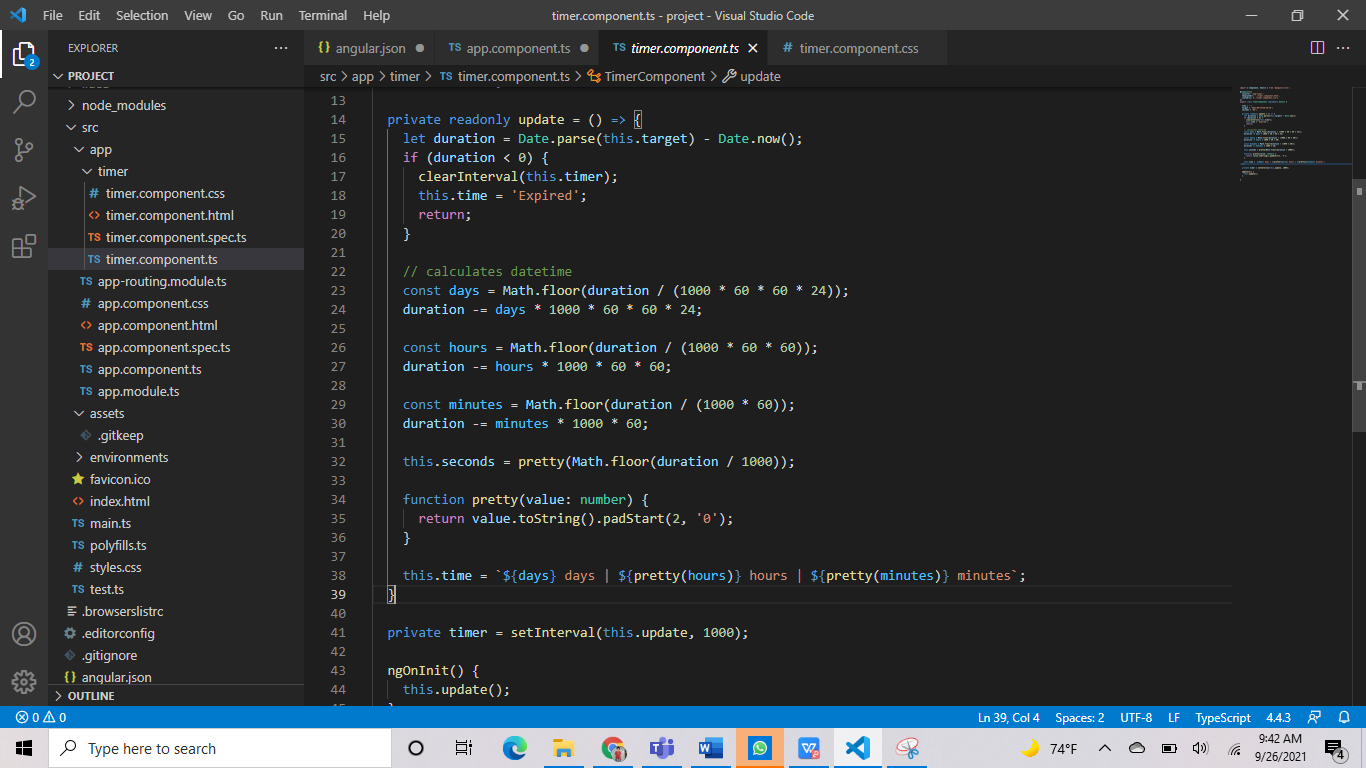 File Edit Selection View Go Run Terminal Help
timer.component.ts - project - Visual Studio Code
EXPLORER
PROJECT
node_modules
src
app
timer
timer.component.css
timer.component.html
timer.component.spec.ts
timer.component.ts
app-routing.module.ts
app.component.css
app.component.html
app.component.spec.ts
app.component.ts
app.module.ts
assets
.gitkeep
environments
favicon.ico
index.html
main.ts
polyfills.ts
styles.css
test.ts
.browserslistrc
.editorconfig
.gitignore
angular.json
OUTLINE
angular.json
TS app.component.ts
TS timer.component.ts
# timer.component.css
src > app > timer > TS timer.component.ts > TimerComponent > update
13
14 private readonly update = () => {
15 let duration = Date.parse(this.target) - Date.now();
16 if (duration < 0) {
17 clearInterval(this.timer);
18 this.time = 'Expired';
19 return;
20 }
21
22 // calculates datetime
23 const days = Math.floor(duration / (1000 * 60 * 60 * 24));
24 duration -= days * 1000 * 60 * 60 * 24;
25
26 const hours = Math.floor(duration / (1000 * 60 * 60));
27 duration -= hours * 1000 * 60 * 60;
28
29 const minutes = Math.floor(duration / (1000 * 60));
30 duration -= minutes * 1000 * 60;
31
32 this.seconds = pretty(Math.floor(duration / 1000));
33
34 function pretty(value: number) {
35 return value.toString().padStart(2, '0');
36 }
37
38 this.time = `${days} days | ${pretty(hours)} hours | ${pretty(minutes)} minutes`;
39 }
40
41 private timer = setInterval(this.update, 1000);
42
43 ngOnInit() {
44 this.update();
0 0
Ln 39, Col 4
Spaces: 2
UTF-8
LF
TypeScript
4.4.3
Type here to search
74°F
9:42 AM
9/26/2021
4